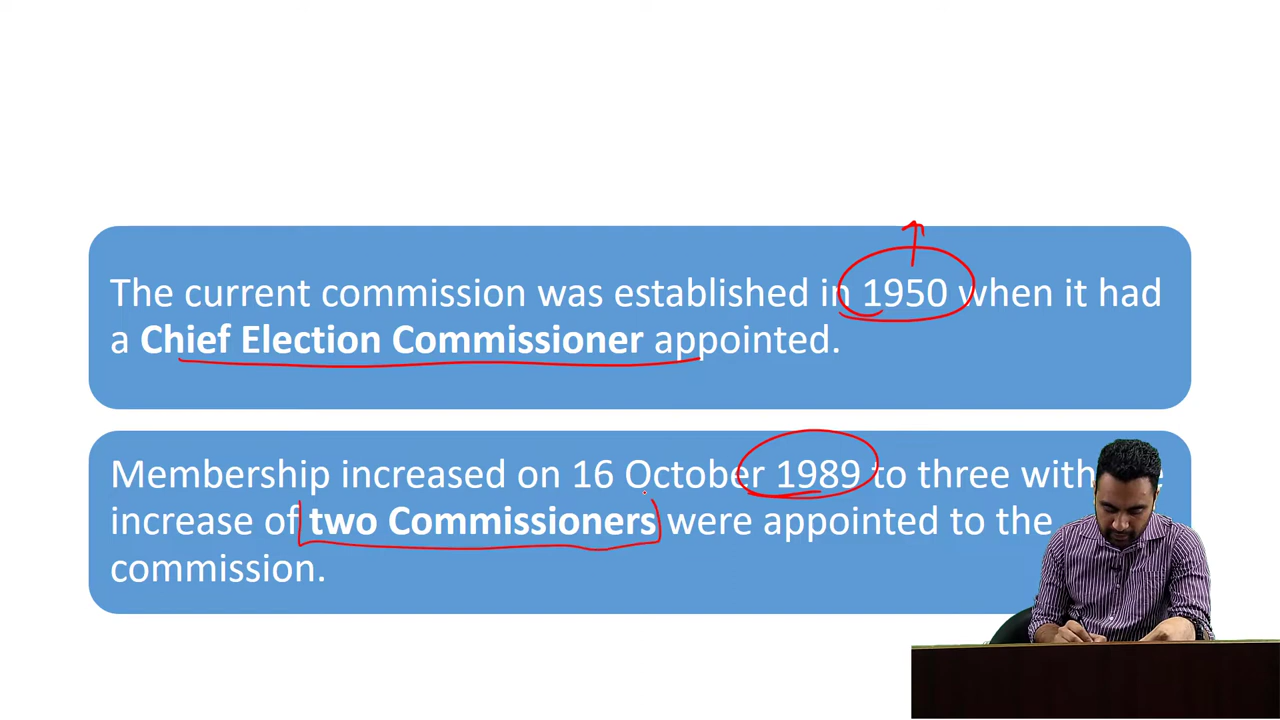 The current commission was established in 1950 when it had
a Chief Election Commissioner appointed.
Membership increased on 16 October 1989 to three with
increase of two Commissioners were appointed to the
commission.